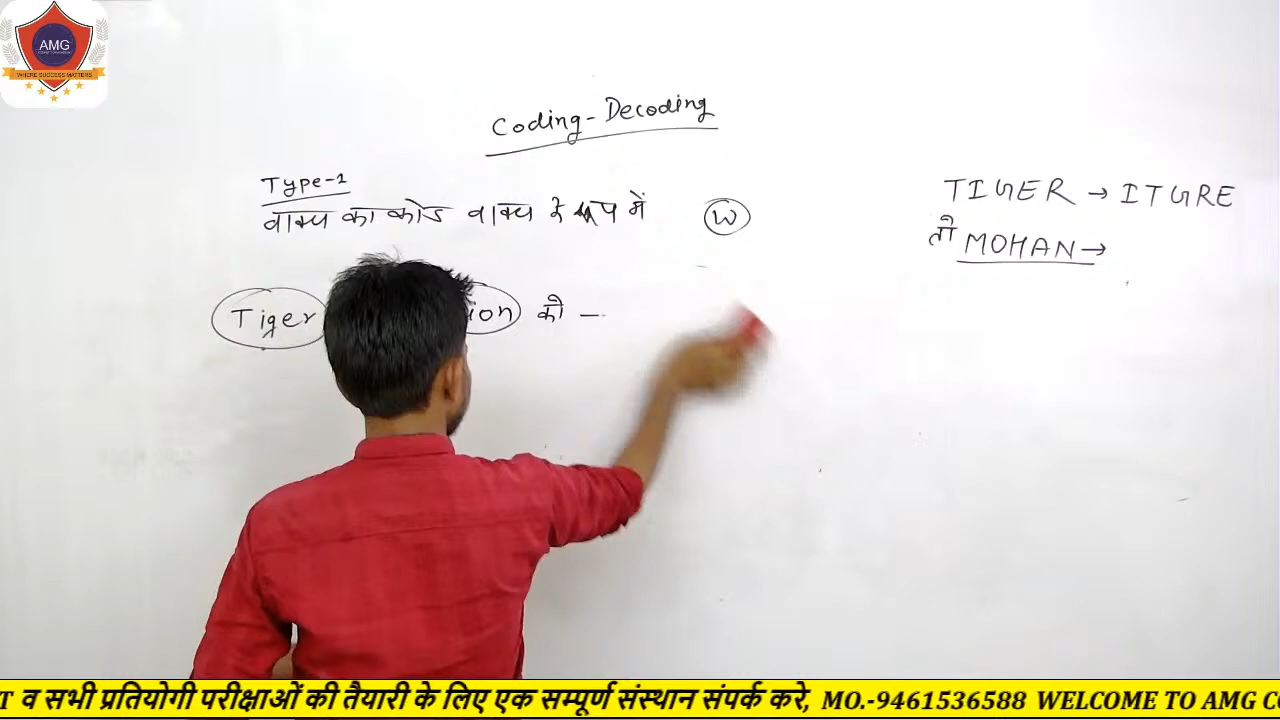 AMG
WHERE SUCCESS MATTERS
Coding-Decoding
Type-1
वाक्य का कोड वाक्य के रूप में
W
TIGER → ITGRE
तो MOHAN →
Tiger ion को —
T व सभी प्रतियोगी परीक्षाओं की तैयारी के लिए एक सम्पूर्ण संस्थान संपर्क करे, MO.-9461536588 WELCOME TO AMG CO